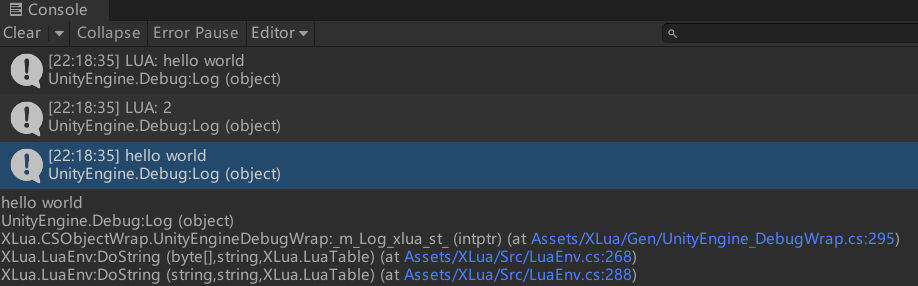 Console
Clear Collapse Error Pause Editor
[22:18:35] LUA: hello world
UnityEngine.Debug:Log (object)
[22:18:35] LUA: 2
UnityEngine.Debug:Log (object)
[22:18:35] hello world
UnityEngine.Debug:Log (object)
hello world
UnityEngine.Debug:Log (object)
XLua.CSObjectWrap.UnityEngineDebugWrap:_m_Log_xlua_st_ (intptr) (at Assets/XLua/Gen/UnityEngine_DebugWrap.cs:295)
XLua.LuaEnv:DoString (byte[],string,XLua.LuaTable) (at Assets/XLua/Src/LuaEnv.cs:268)
XLua.LuaEnv:DoString (string,string,XLua.LuaTable) (at Assets/XLua/Src/LuaEnv.cs:288)